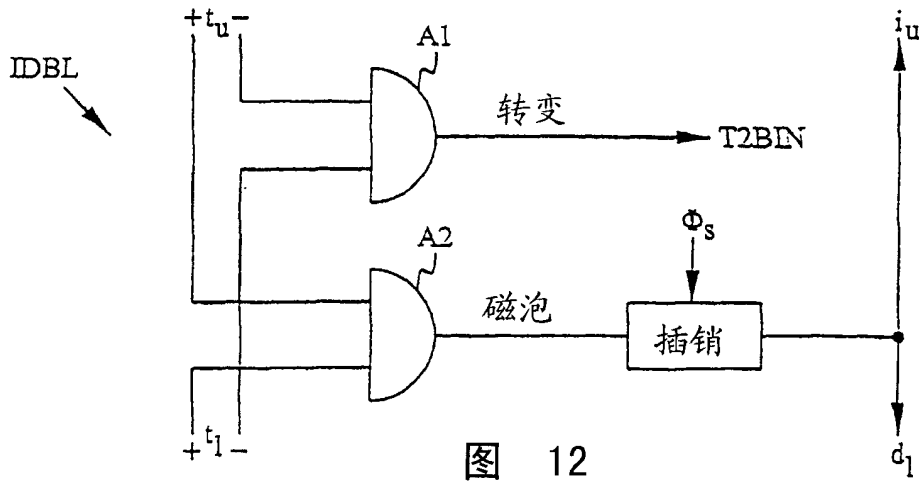 + tu −
iu
IDBL
A1
转变
T2BIN
A2
Φs
磁泡
插销
+ tl −
dl
图 12